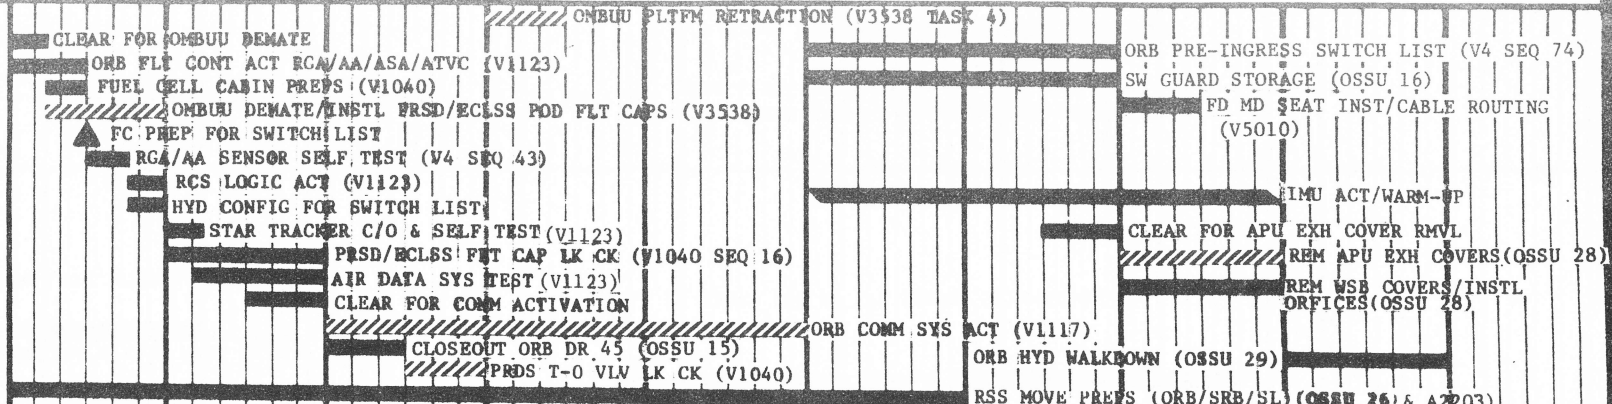 OMBUU PLTFM RETRACTION (V3538 TASK 4)
CLEAR FOR OMBUU DEMATE
ORB FLT CONT ACT RGA/AA/ASA/ATVC (V1123)
FUEL CELL CABIN PREPS (V1040)
OMBUU DEMATE/INSTL PRSD/ECLSS POD FLT CAPS (V3538)
FC PREP FOR SWITCH LIST
RGA/AA SENSOR SELF TEST (V4 SEQ 43)
RCS LOGIC ACT (V1123)
HYD CONFIG FOR SWITCH LIST
STAR TRACKER C/O & SELF TEST (V1123)
PRSD/ECLSS FLT CAP LK CK (V1040 SEQ 16)
AIR DATA SYS TEST (V1123)
CLEAR FOR COMM ACTIVATION
ORB COMM SYS ACT (V1117)
CLOSEOUT ORB DR 45 (OSSU 15)
PRDS T-0 VLV LK CK (V1040)
ORB PRE-INGRESS SWITCH LIST (V4 SEQ 74)
SW GUARD STORAGE (OSSU 16)
FD MD SEAT INST/CABLE ROUTING
(V5010)
IMU ACT/WARM-UP
CLEAR FOR APU EXH COVER RMVL
REM APU EXH COVERS(OSSU 28)
REM WSB COVERS/INSTL
ORFICES(OSSU 28)
ORB HYD WALKDOWN (OSSU 29)
RSS MOVE PREPS (ORB/SRB/SL)(OSSU 26) & A2203)